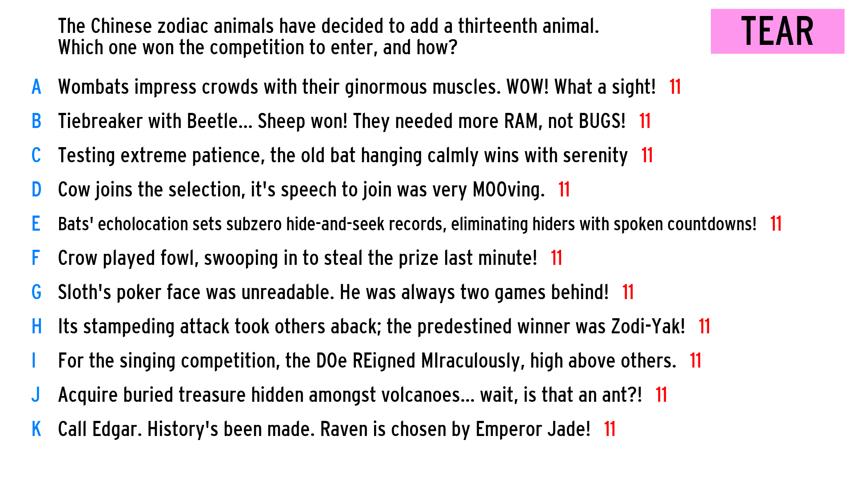 The Chinese zodiac animals have decided to add a thirteenth animal.
Which one won the competition to enter, and how?
TEAR
A Wombats impress crowds with their ginormous muscles. WOW! What a sight! 11
B Tiebreaker with Beetle... Sheep won! They needed more RAM, not BUGS! 11
C Testing extreme patience, the old bat hanging calmly wins with serenity 11
D Cow joins the selection, it's speech to join was very MOOving. 11
E Bats' echolocation sets subzero hide-and-seek records, eliminating hiders with spoken countdowns! 11
F Crow played fowl, swooping in to steal the prize last minute! 11
G Sloth's poker face was unreadable. He was always two games behind! 11
H Its stampeding attack took others aback; the predestined winner was Zodi-Yak! 11
I For the singing competition, the DOe REigned MIraculously, high above others. 11
J Acquire buried treasure hidden amongst volcanoes... wait, is that an ant?! 11
K Call Edgar. History's been made. Raven is chosen by Emperor Jade! 11